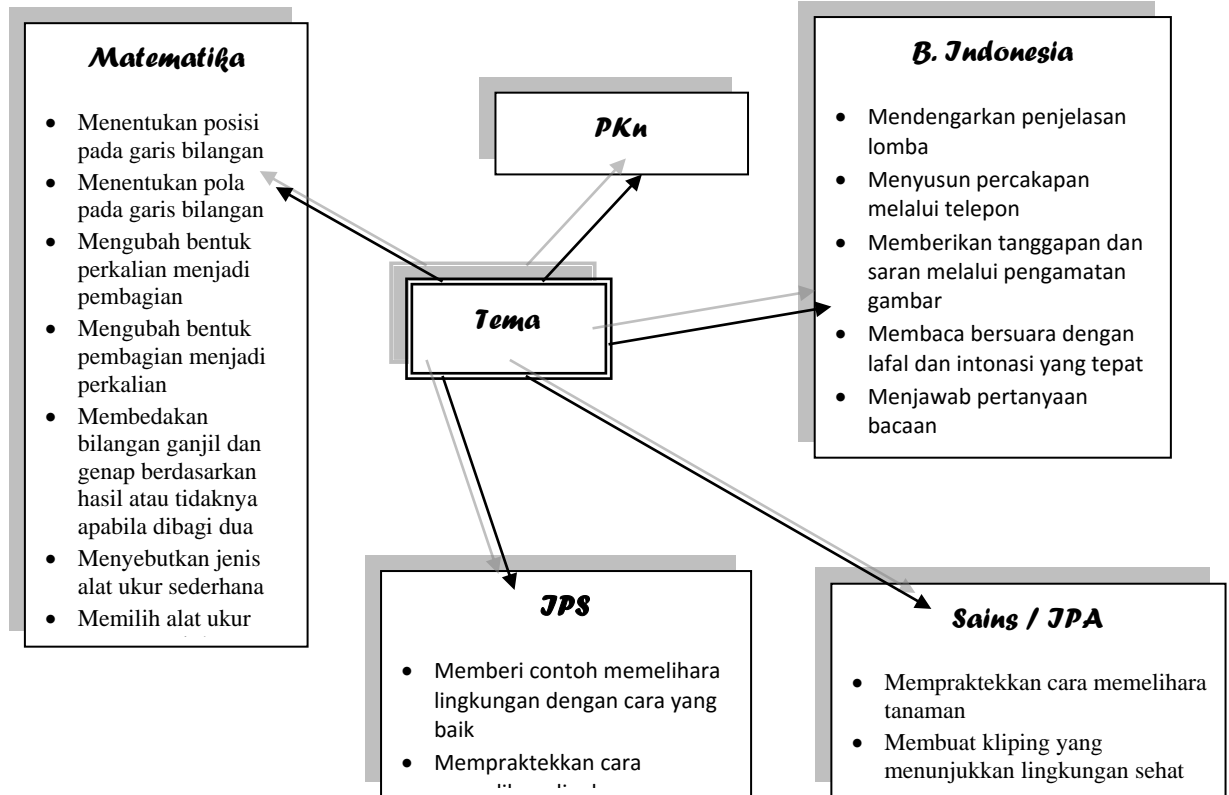 Matematika
• Menentukan posisi
pada garis bilangan
• Menentukan pola
pada garis bilangan
• Mengubah bentuk
perkalian menjadi
pembagian
• Mengubah bentuk
pembagian menjadi
perkalian
• Membedakan
bilangan ganjil dan
genap berdasarkan
hasil atau tidaknya
apabila dibagi dua
• Menyebutkan jenis
alat ukur sederhana
• Memilih alat ukur
PKn
B. Indonesia
• Mendengarkan penjelasan
lomba
• Menyusun percakapan
melalui telepon
• Memberikan tanggapan dan
saran melalui pengamatan
gambar
• Membaca bersuara dengan
lafal dan intonasi yang tepat
• Menjawab pertanyaan
bacaan
Tema
IPS
• Memberi contoh memelihara
lingkungan dengan cara yang
baik
• Mempraktekkan cara
Sains / IPA
• Mempraktekkan cara memelihara
tanaman
• Membuat kliping yang
menunjukkan lingkungan sehat